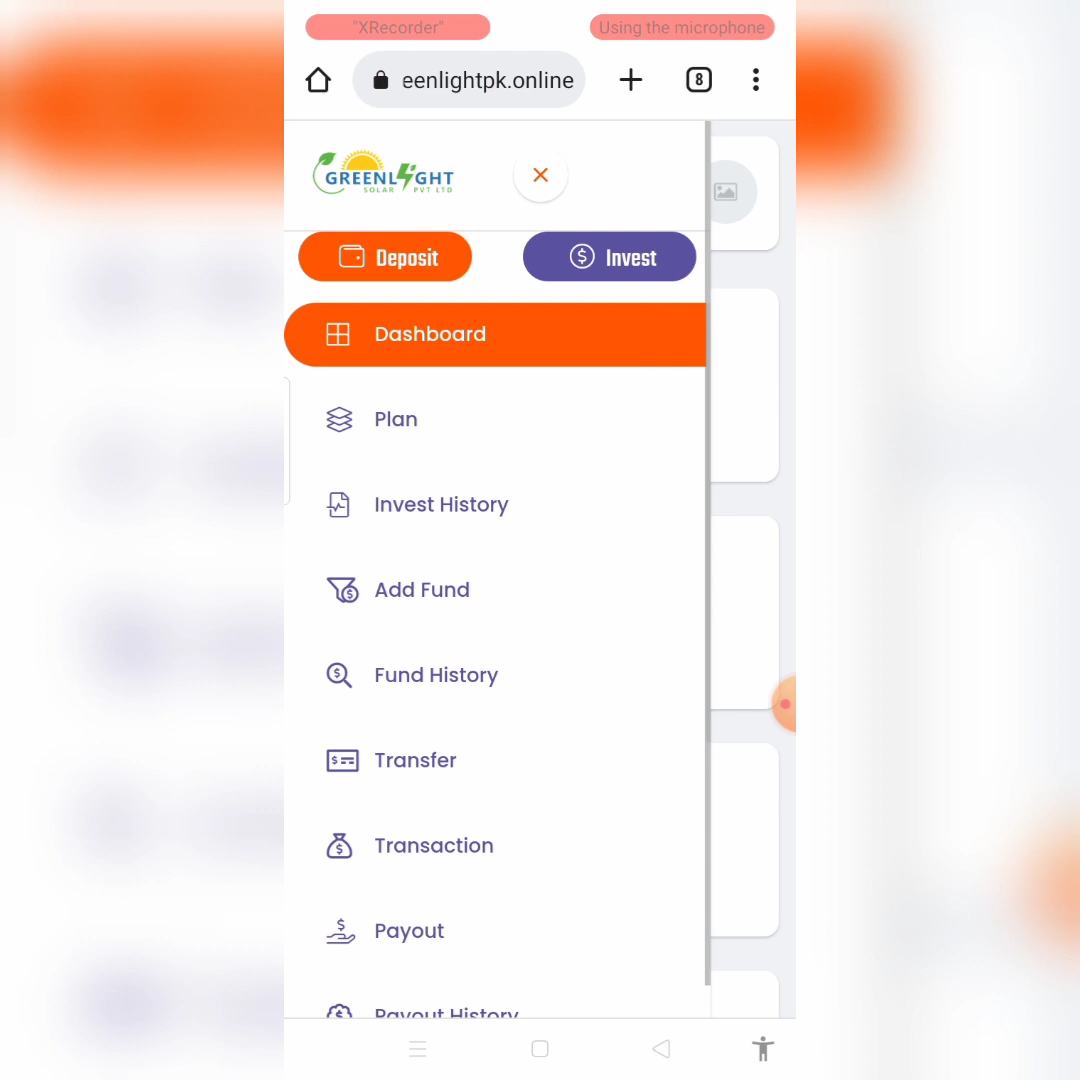 "XRecorder"
Using the microphone
eenlightpk.online
8
GREENLIGHT
SOLAR PVT LTD
Deposit
Invest
Dashboard
Plan
Invest History
Add Fund
Fund History
Transfer
Transaction
Payout
Payout History